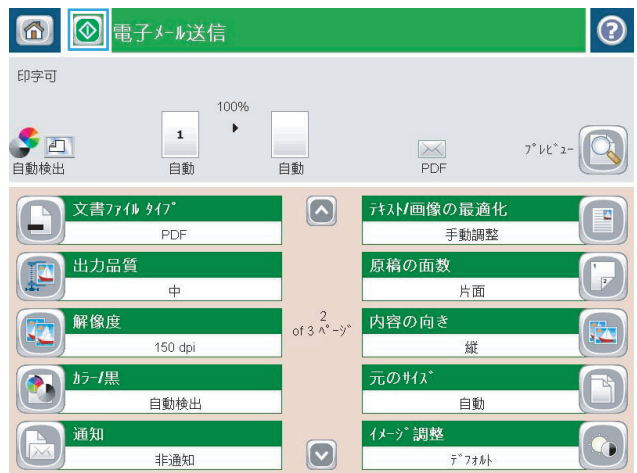 電子ﾒｰﾙ送信
印字可
100%
1
自動検出
自動
自動
PDF
ﾌﾟﾚﾋﾞｭｰ
文書ﾌｧｲﾙ ﾀｲﾌﾟ
PDF
出力品質
中
解像度
150 dpi
ｶﾗｰ/黒
自動検出
通知
非通知
2
of 3 ﾍﾟｰｼﾞ
ﾃｷｽﾄ/画像の最適化
手動調整
原稿の面数
片面
1
2
内容の向き
縦
元のｻｲｽﾞ
自動
ｲﾒｰｼﾞ調整
ﾃﾞﾌｫﾙﾄ